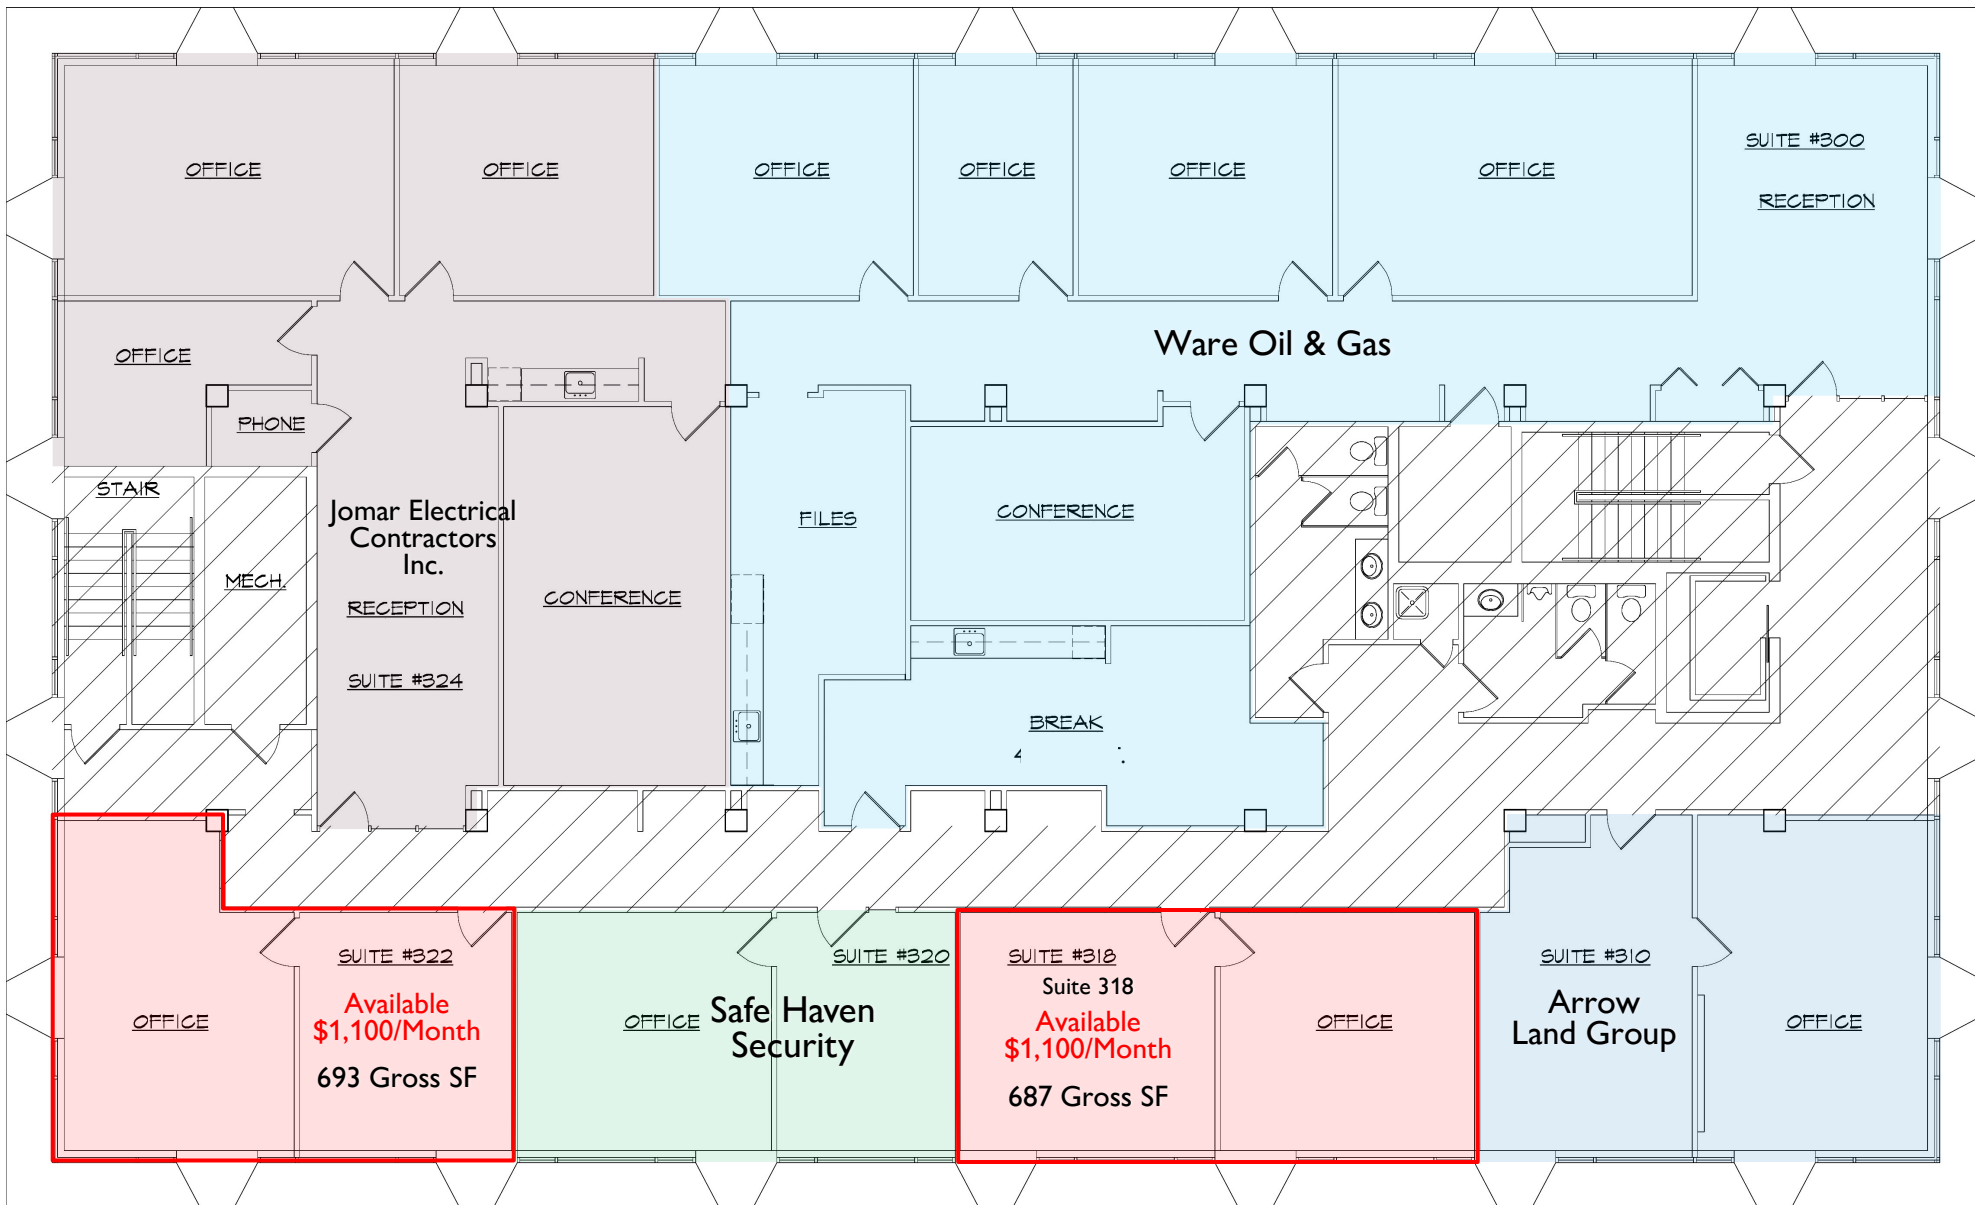 OFFICE
OFFICE
OFFICE
OFFICE
OFFICE
OFFICE
SUITE #300
RECEPTION
Ware Oil & Gas
OFFICE
PHONE
STAIR
MECH.
Jomar Electrical
Contractors
Inc.
RECEPTION
SUITE #324
CONFERENCE
FILES
CONFERENCE
BREAK
SUITE #322
Available
$1,100/Month
693 Gross SF
OFFICE
SUITE #320
OFFICE
Safe Haven
Security
SUITE #318
Suite 318
Available
$1,100/Month
687 Gross SF
OFFICE
SUITE #310
Arrow
Land Group
OFFICE